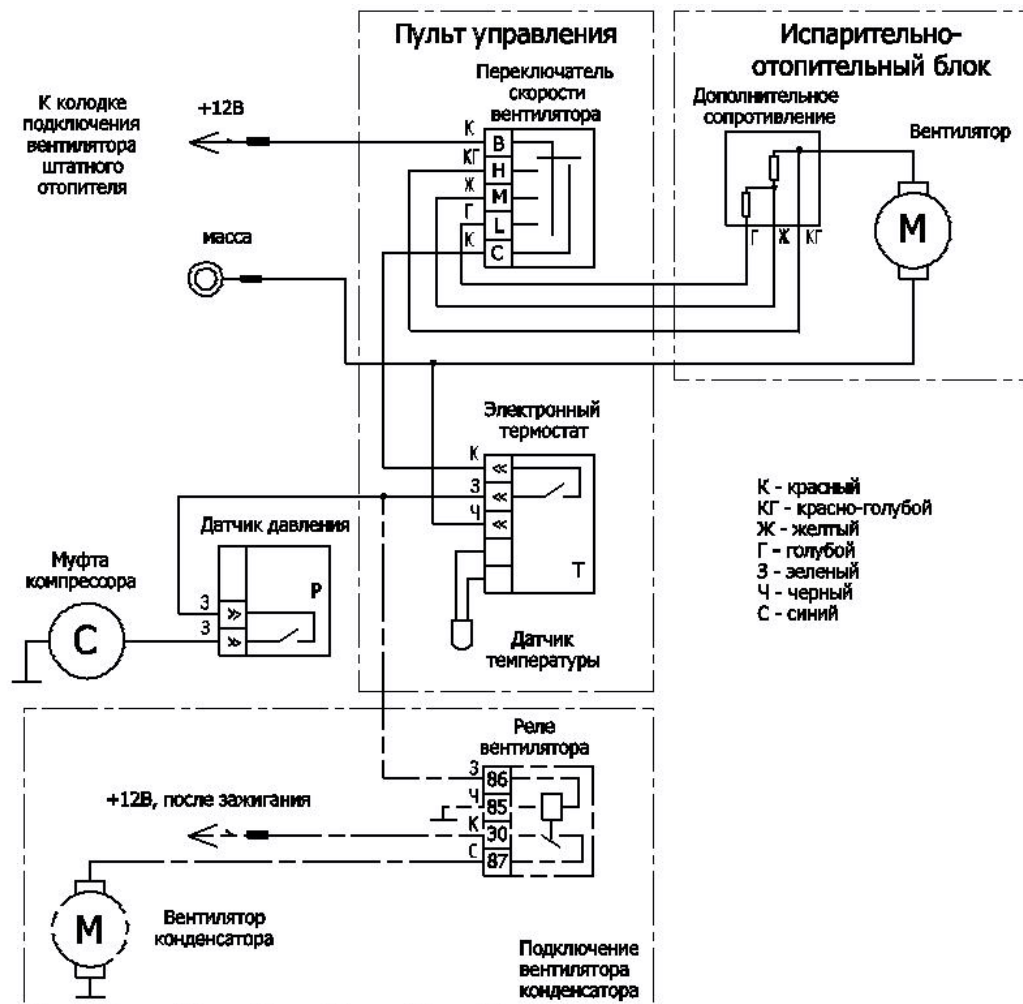 Пульт управления
Испарительно-
отопительный блок
К колодке
подключения
вентилятора
штатного
отопителя
+12В
Переключатель
скорости
вентилятора
К
В
КГ
Н
Ж
М
Г
L
К
С
Дополнительное
сопротивление
Г
Ж
КГ
Вентилятор
М
масса
Электронный
термостат
К
З
Ч
Т
Датчик
температуры
Датчик давления
Р
З
З
Муфта
компрессора
С
К - красный
КГ - красно-голубой
Ж - желтый
Г - голубой
З - зеленый
Ч - черный
С - синий
Реле
вентилятора
З
86
Ч
85
К
30
С
87
+12В, после зажигания
М
Вентилятор
конденсатора
Подключение
вентилятора
конденсатора